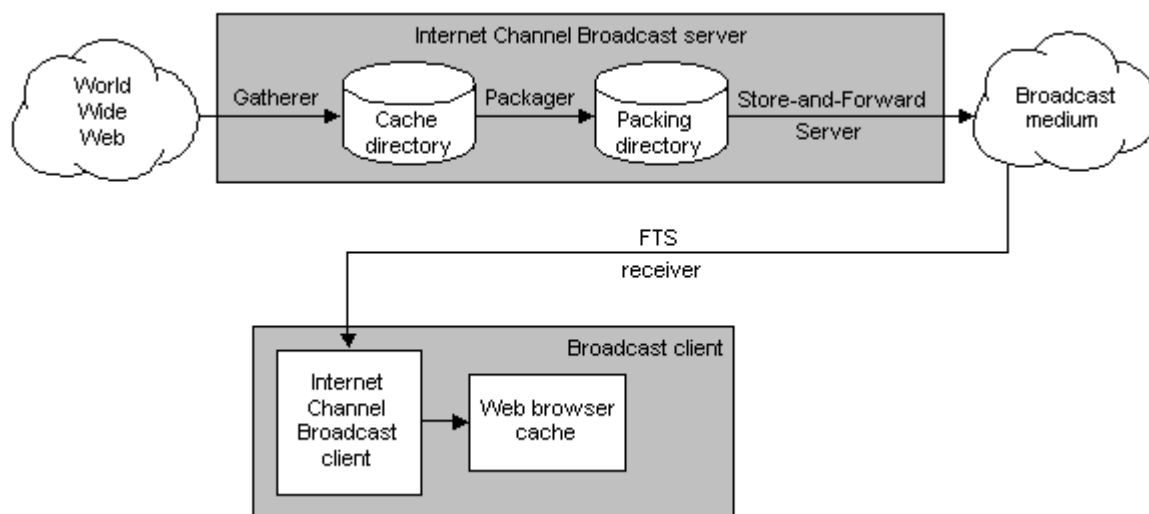 Internet Channel Broadcast server
World
Wide
Web
Gatherer
Cache
directory
Packager
Packing
directory
Store-and-Forward
Server
Broadcast
medium
FTS
receiver
Broadcast client
Internet
Channel
Broadcast
client
Web browser
cache